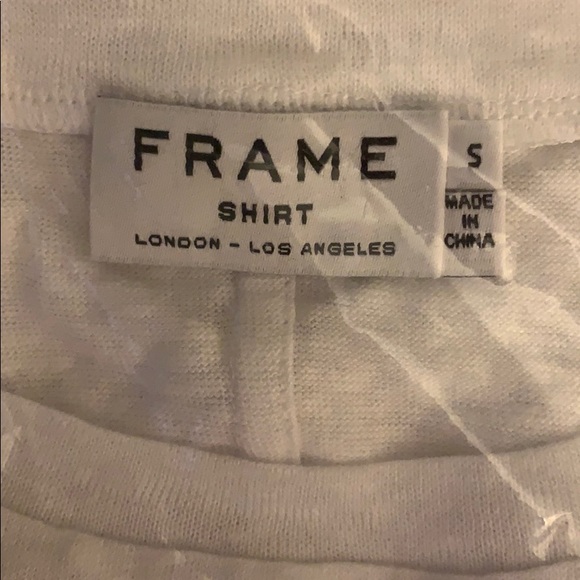 FRAME
SHIRT
LONDON - LOS ANGELES
S
MADE
IN
CHINA